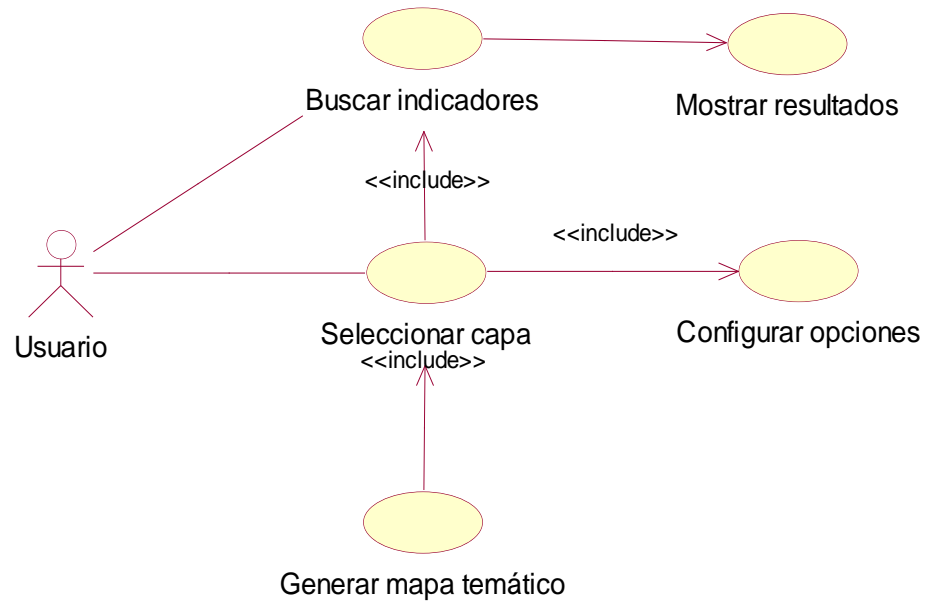 Buscar indicadores
Mostrar resultados
<<include>>
<<include>>
Usuario
Seleccionar capa
Configurar opciones
<<include>>
Generar mapa temático